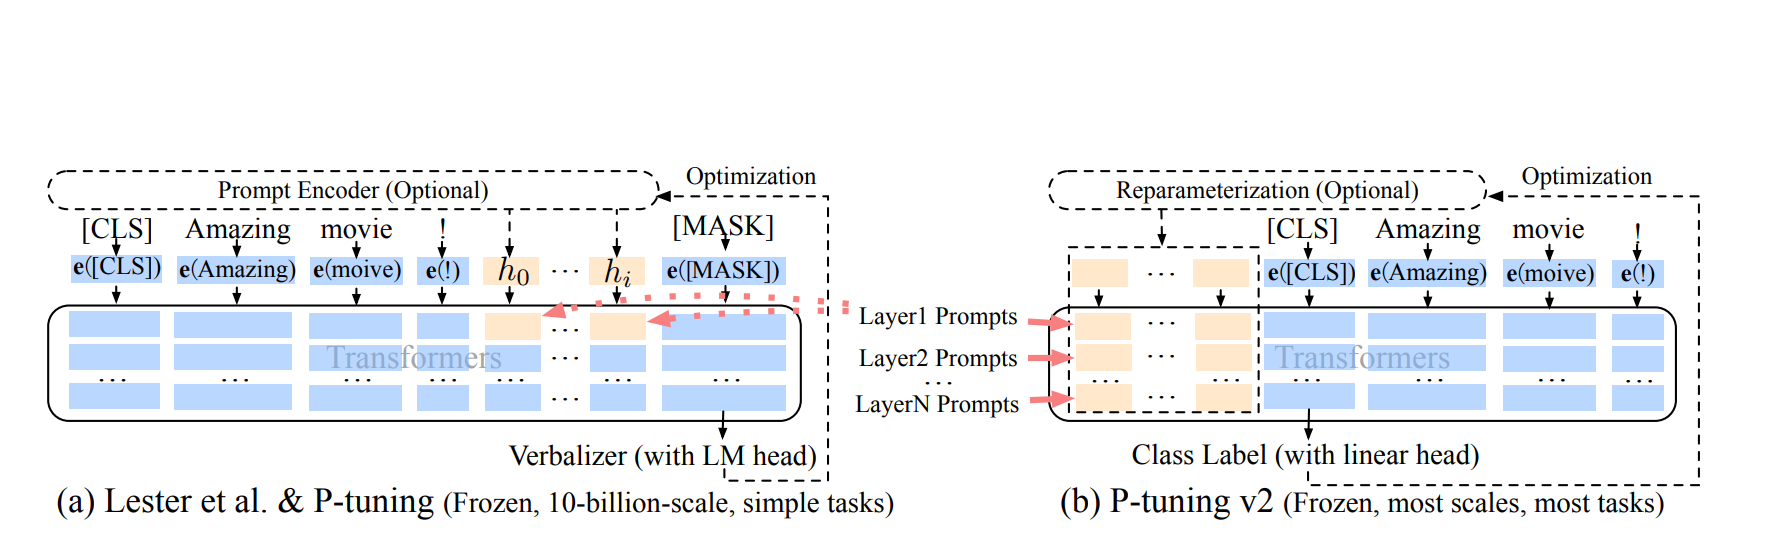 Prompt Encoder (Optional)
Optimization
[CLS] Amazing movie ! [MASK]
e([CLS]) e(Amazing) e(moive) e(!) h0 ... hi e([MASK])
...
Transformers ...
... ... ... ... ... ...
...
Verbalizer (with LM head)
(a) Lester et al. & P-tuning (Frozen, 10-billion-scale, simple tasks)
Layer1 Prompts
Layer2 Prompts
...
LayerN Prompts
Reparameterization (Optional)
Optimization
[CLS] Amazing movie !
... e([CLS]) e(Amazing) e(moive) e(!)
...
... Transformers
... ... ... ... ... ...
...
Class Label (with linear head)
(b) P-tuning v2 (Frozen, most scales, most tasks)